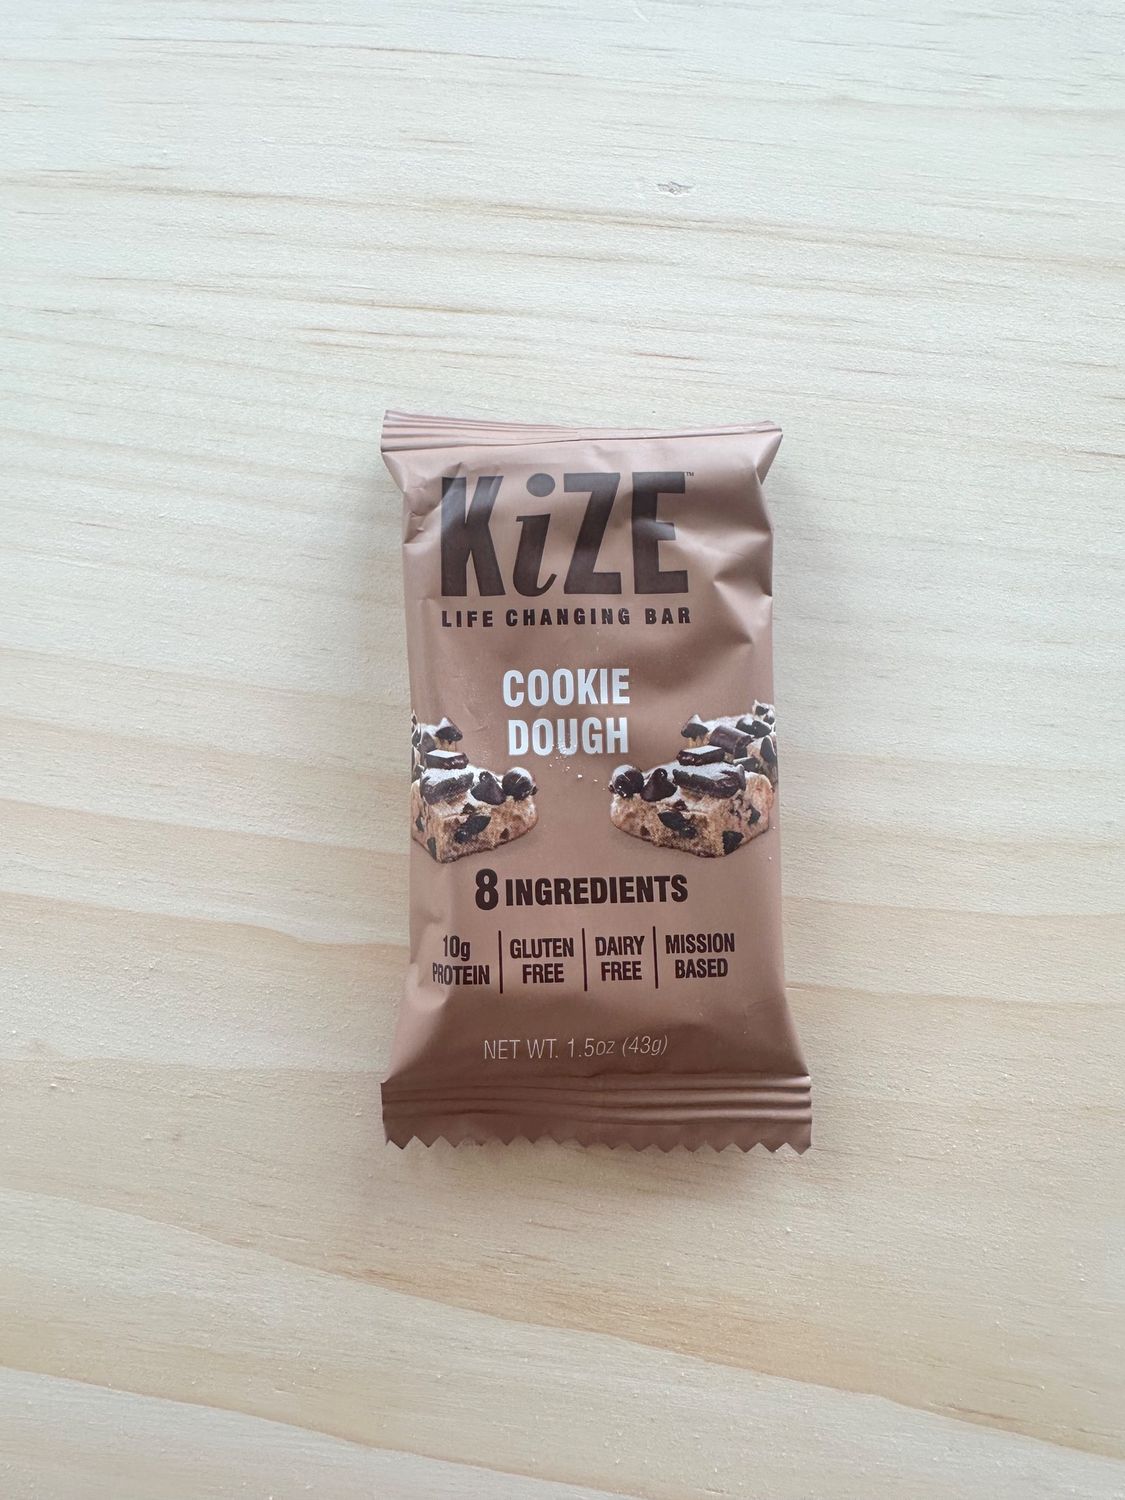 KiZE™
LIFE CHANGING BAR
COOKIE
DOUGH
8 INGREDIENTS
10g PROTEIN
GLUTEN FREE
DAIRY FREE
MISSION BASED
NET WT. 1.5oz (43g)